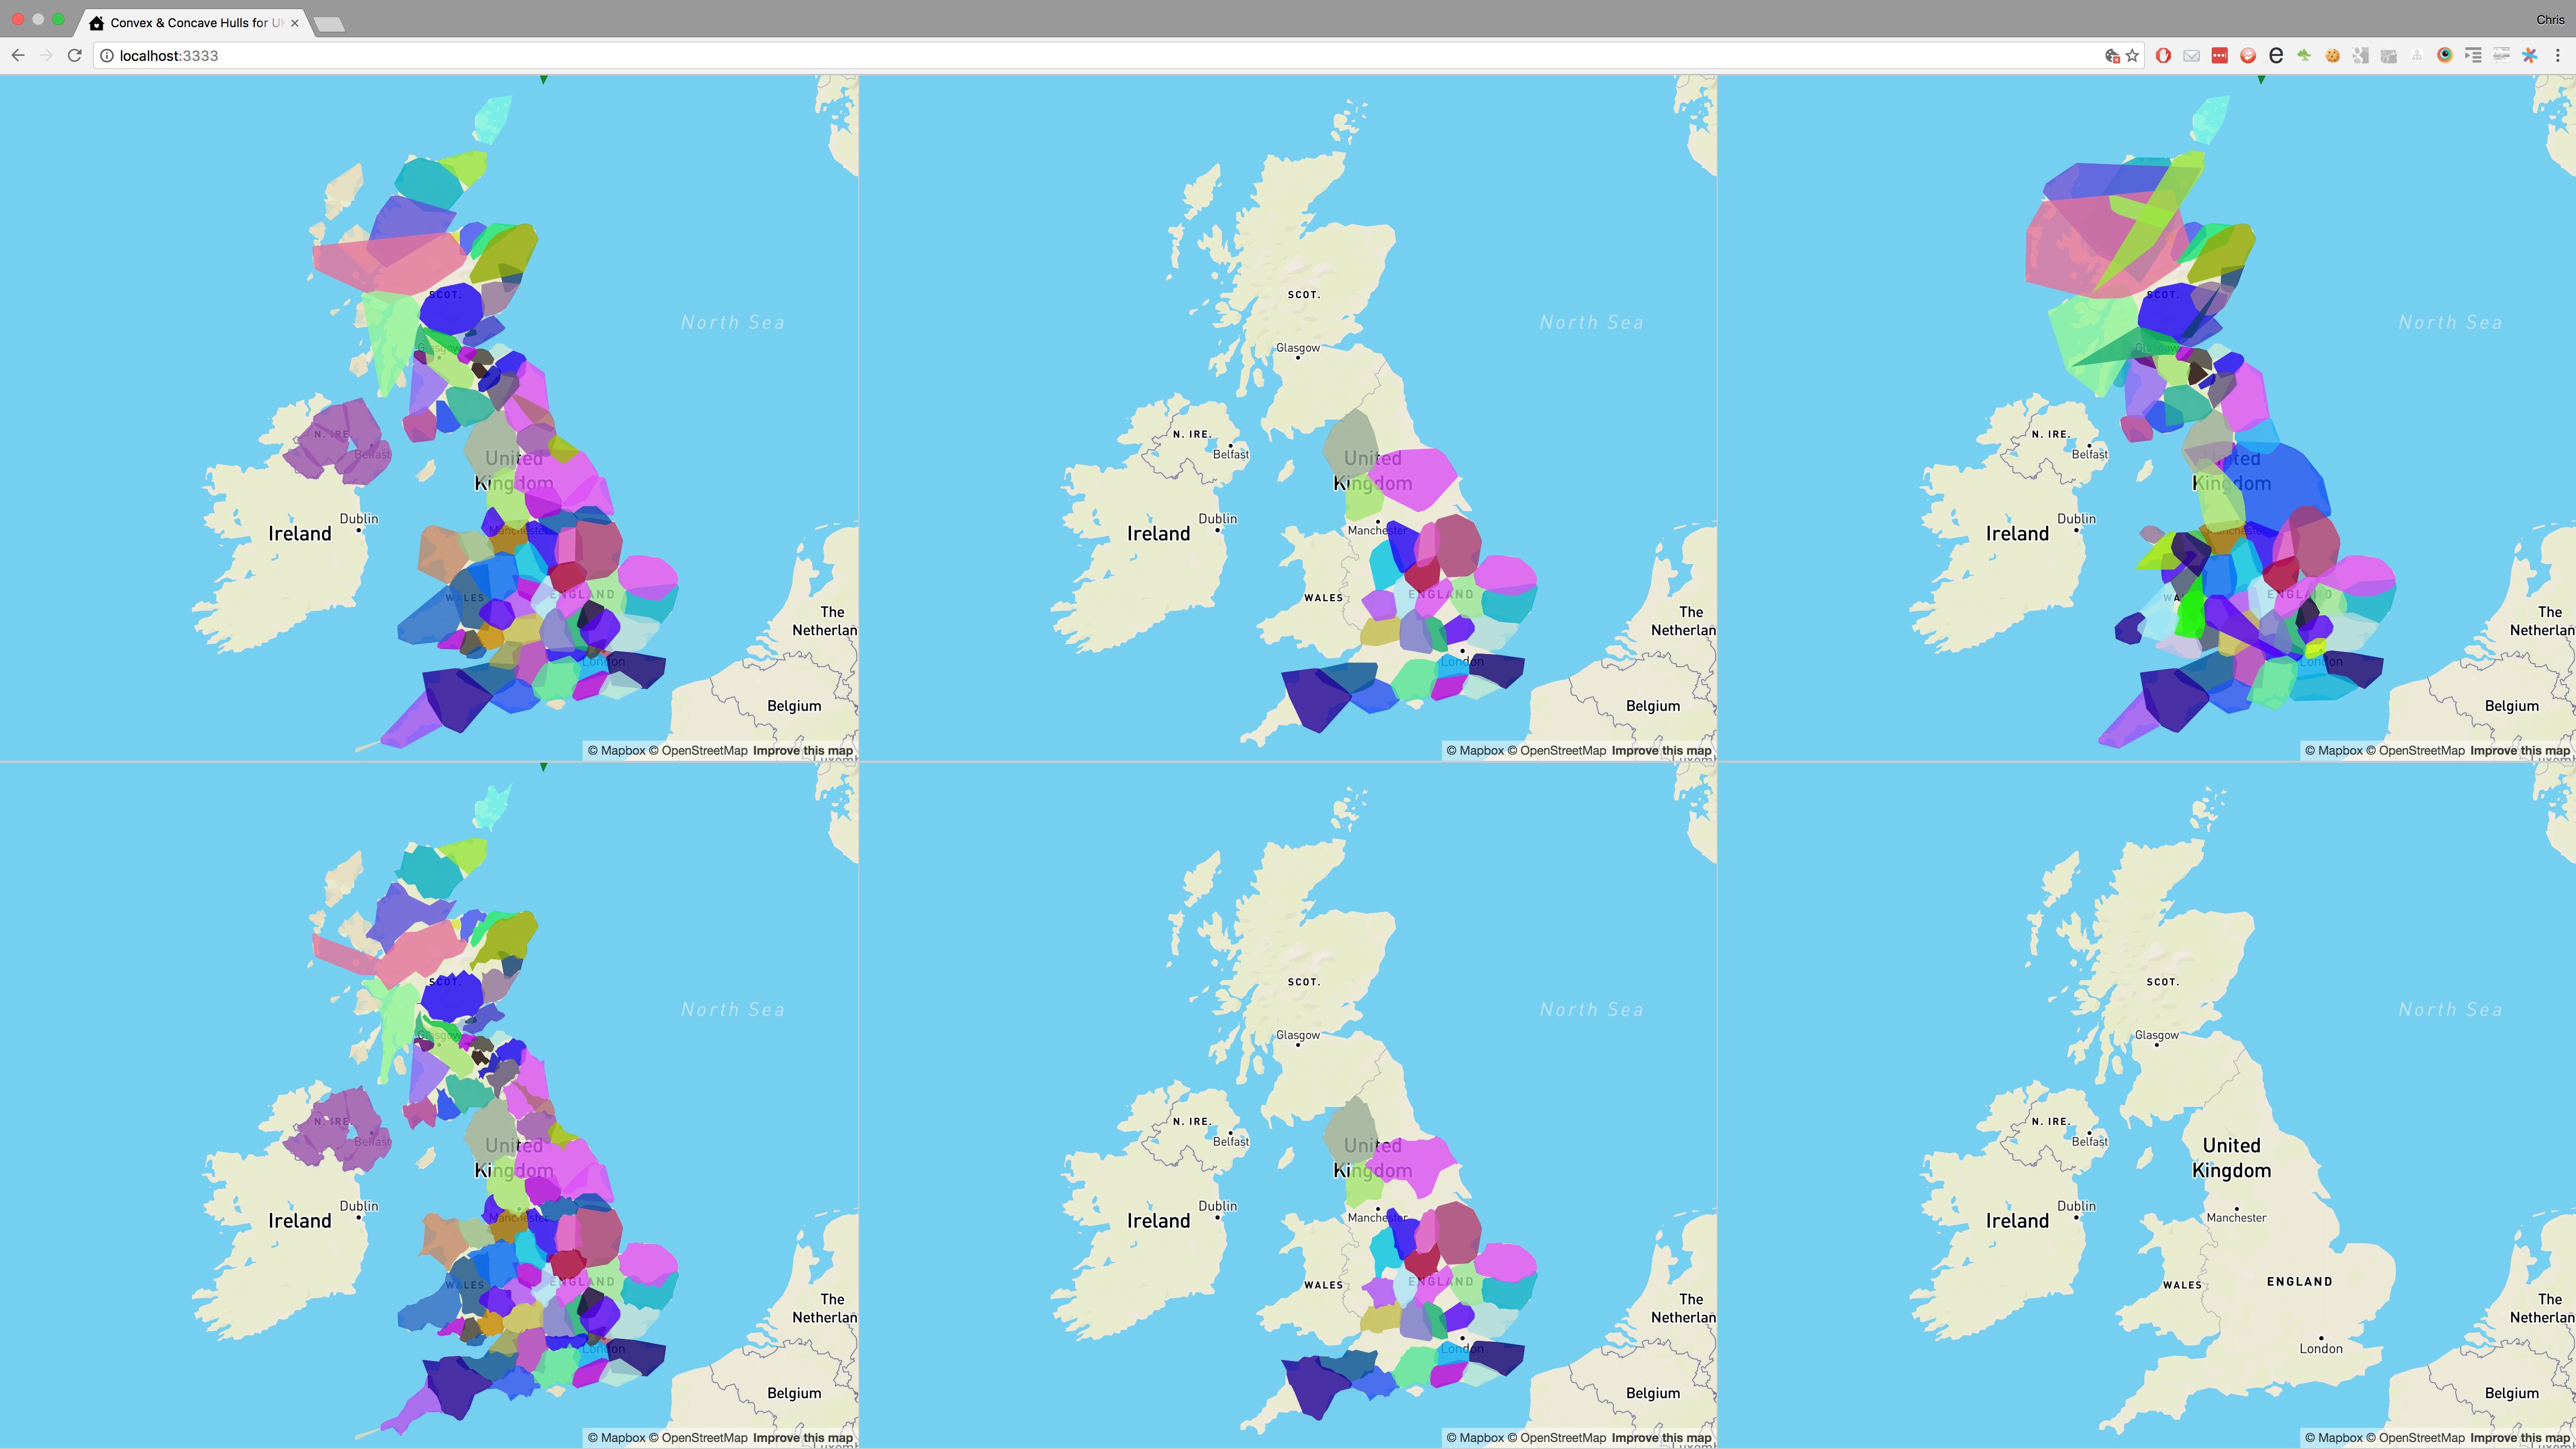 Convex & Concave Hulls for U
Chris
localhost:3333
North Sea
SCOT.
Glasgow
N. IRE.
Belfast
United
Kingdom
Dublin
Ireland
Manchester
WALES
ENGLAND
The
Netherlan
London
Belgium
© Mapbox © OpenStreetMap Improve this map
North Sea
SCOT.
Glasgow
N. IRE.
Belfast
United
Kingdom
Dublin
Ireland
Manchester
WALES
ENGLAND
The
Netherlan
London
Belgium
© Mapbox © OpenStreetMap Improve this map
North Sea
SCOT.
N. IRE.
Belfast
United
Kingdom
Dublin
Ireland
Manchester
ENGLAND
The
Netherlan
London
Belgium
© Mapbox © OpenStreetMap Improve this map
North Sea
SCOT.
Glasgow
N. IRE.
Belfast
United
Kingdom
Dublin
Ireland
Manchester
WALES
ENGLAND
The
Netherlan
London
Belgium
© Mapbox © OpenStreetMap Improve this map
North Sea
SCOT.
Glasgow
N. IRE.
Belfast
United
Kingdom
Dublin
Ireland
Manchester
WALES
ENGLAND
The
Netherlan
London
Belgium
© Mapbox © OpenStreetMap Improve this map
North Sea
SCOT.
Glasgow
N. IRE.
Belfast
United
Kingdom
Dublin
Ireland
Manchester
WALES
ENGLAND
The
Netherlan
London
Belgium
© Mapbox © OpenStreetMap Improve this map